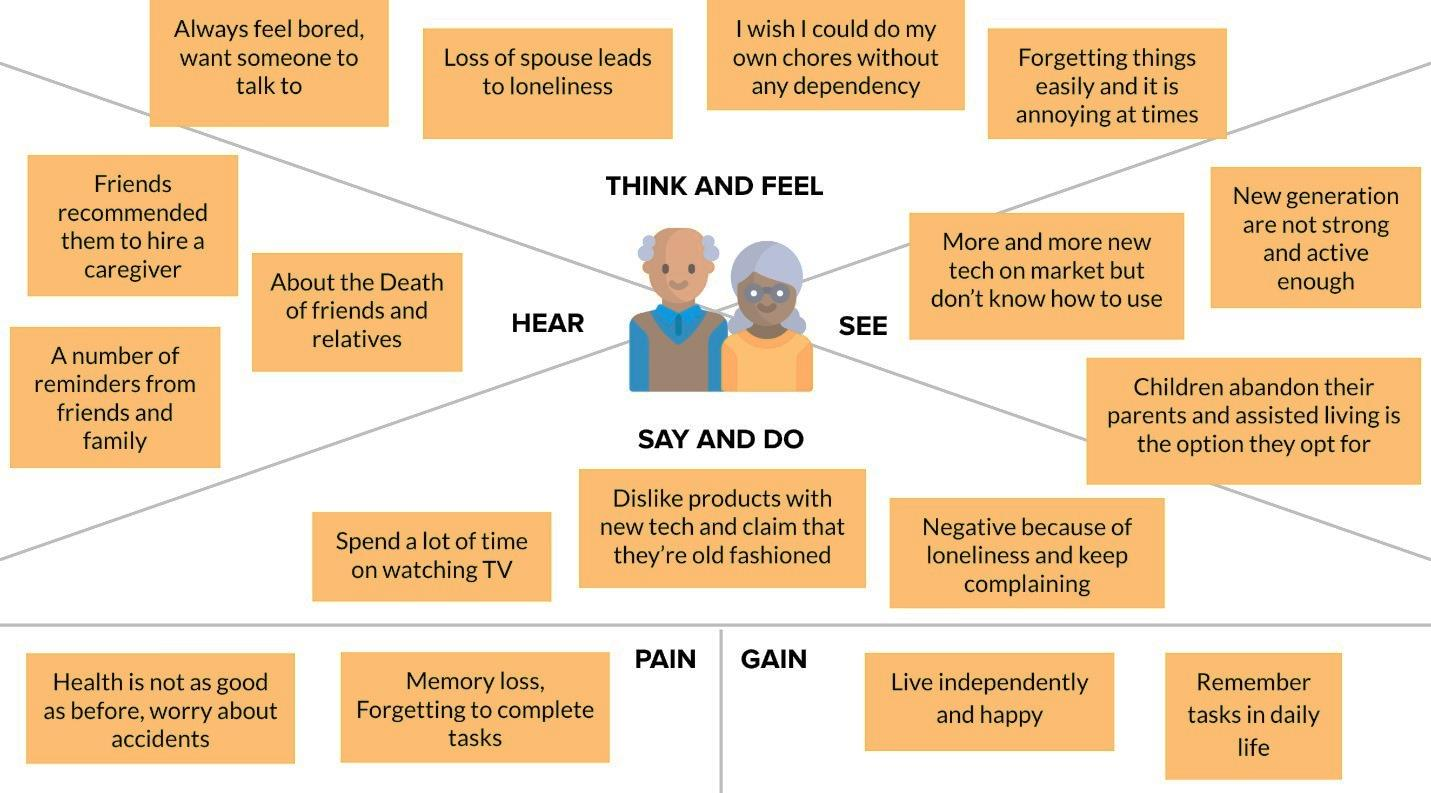 Always feel bored,
want someone to
talk to
Loss of spouse leads
to loneliness
I wish I could do my
own chores without
any dependency
Forgetting things
easily and it is
annoying at times
THINK AND FEEL
Friends
recommended
them to hire a
caregiver
About the Death
of friends and
relatives
A number of
reminders from
friends and
family
HEAR
SEE
More and more new
tech on market but
don’t know how to use
New generation
are not strong
and active
enough
Children abandon their
parents and assisted living is
the option they opt for
SAY AND DO
Spend a lot of time
on watching TV
Dislike products with
new tech and claim that
they’re old fashioned
Negative because of
loneliness and keep
complaining
PAIN
Health is not as good
as before, worry about
accidents
Memory loss,
Forgetting to complete
tasks
GAIN
Live independently
and happy
Remember
tasks in daily
life